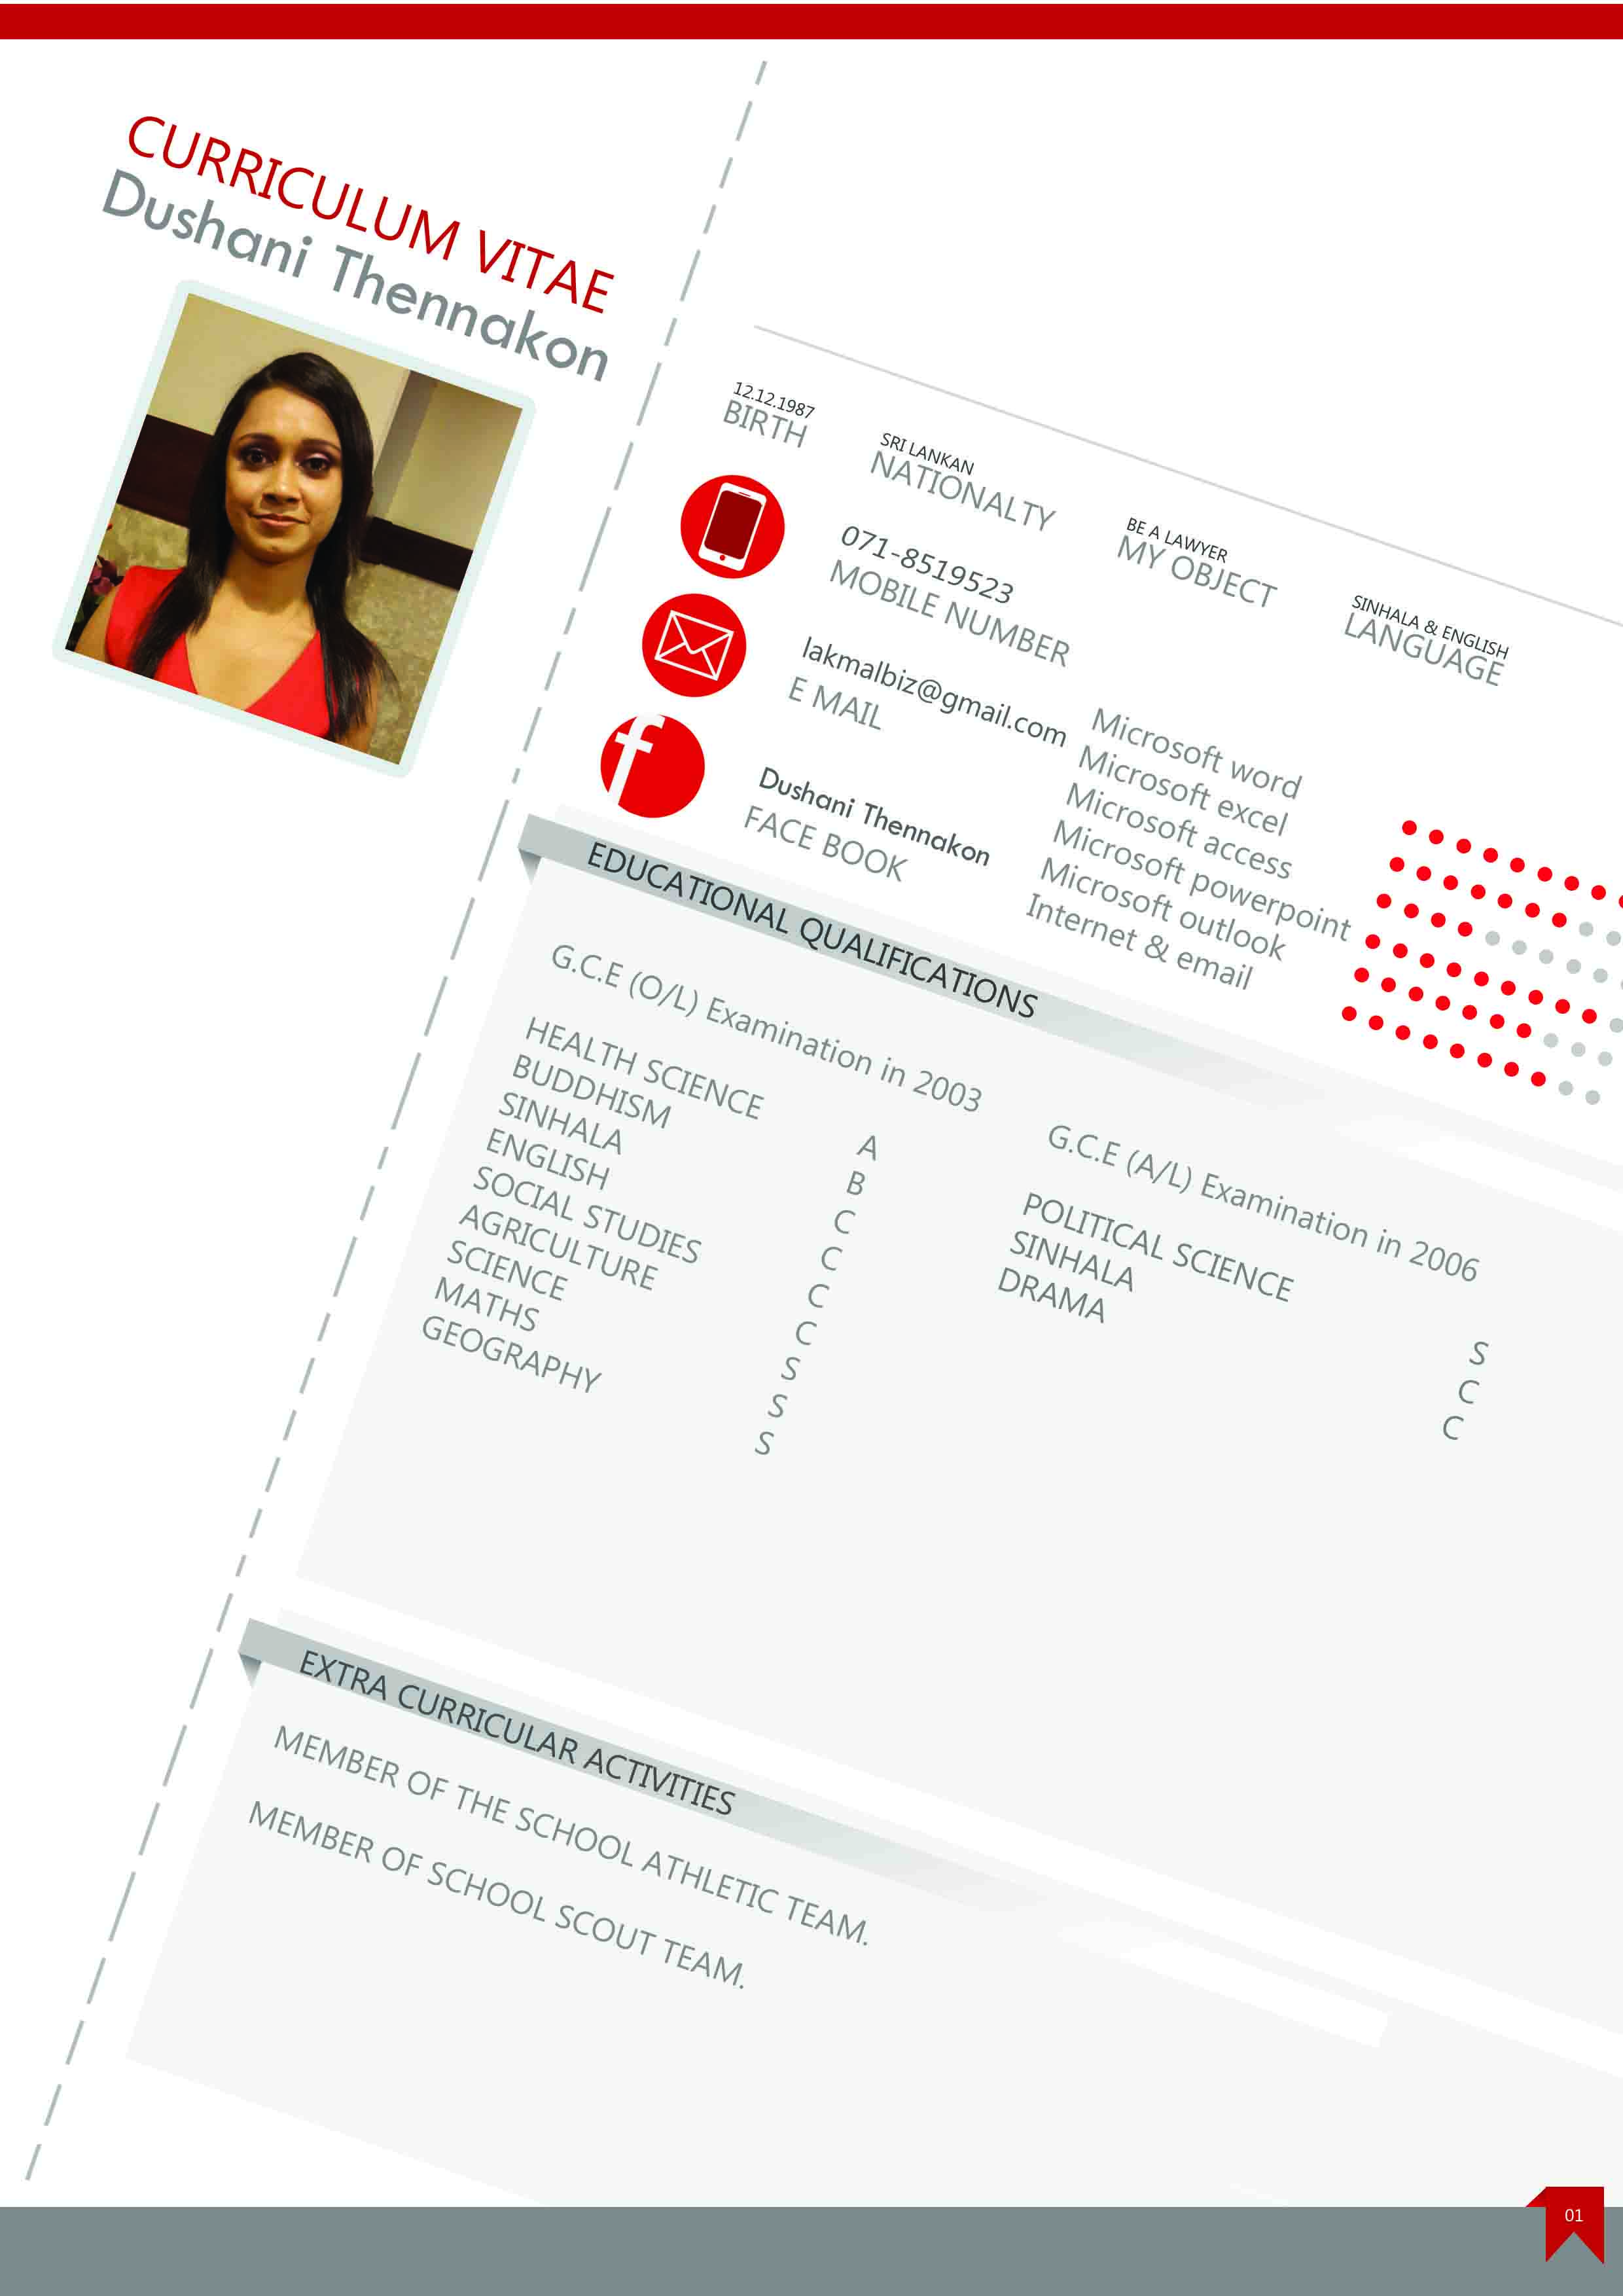 CURRICULUM VITAE
Dushani Thennakon
12.12.1987
BIRTH
SRI LANKAN
NATIONALTY
BE A LAWYER
MY OBJECT
SINHALA & ENGLISH
LANGUAGE
071-8519523
MOBILE NUMBER
lakmalbiz@gmail.com
E MAIL
Dushani Thennakon
FACE BOOK
Microsoft word
Microsoft excel
Microsoft access
Microsoft powerpoint
Microsoft outlook
Internet & email
EDUCATIONAL QUALIFICATIONS
G.C.E (O/L) Examination in 2003
HEALTH SCIENCE A
BUDDHISM B
SINHALA C
ENGLISH C
SOCIAL STUDIES C
AGRICULTURE C
SCIENCE S
MATHS S
GEOGRAPHY S
G.C.E (A/L) Examination in 2006
POLITICAL SCIENCE S
SINHALA C
DRAMA C
EXTRA CURRICULAR ACTIVITIES
MEMBER OF THE SCHOOL ATHLETIC TEAM.
MEMBER OF SCHOOL SCOUT TEAM.
01